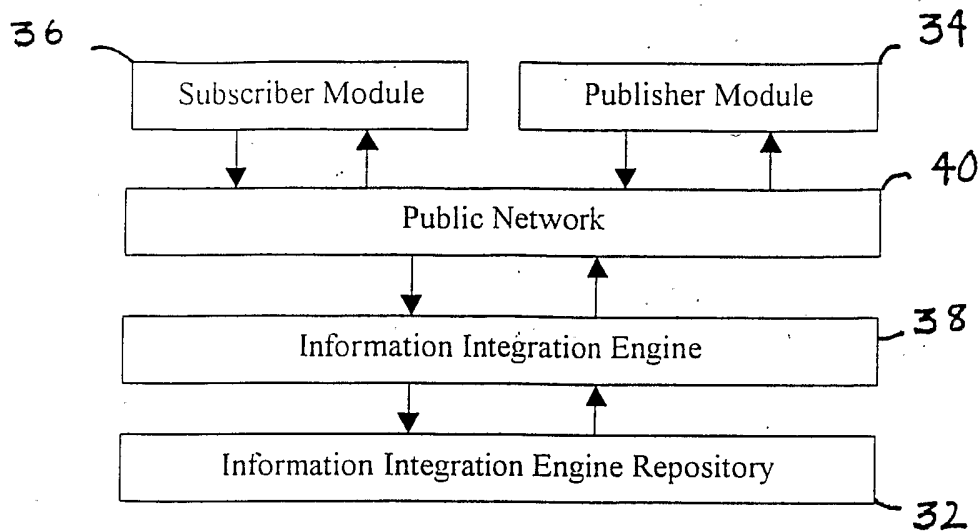 36
34
Subscriber Module
Publisher Module
40
Public Network
38
Information Integration Engine
Information Integration Engine Repository
32